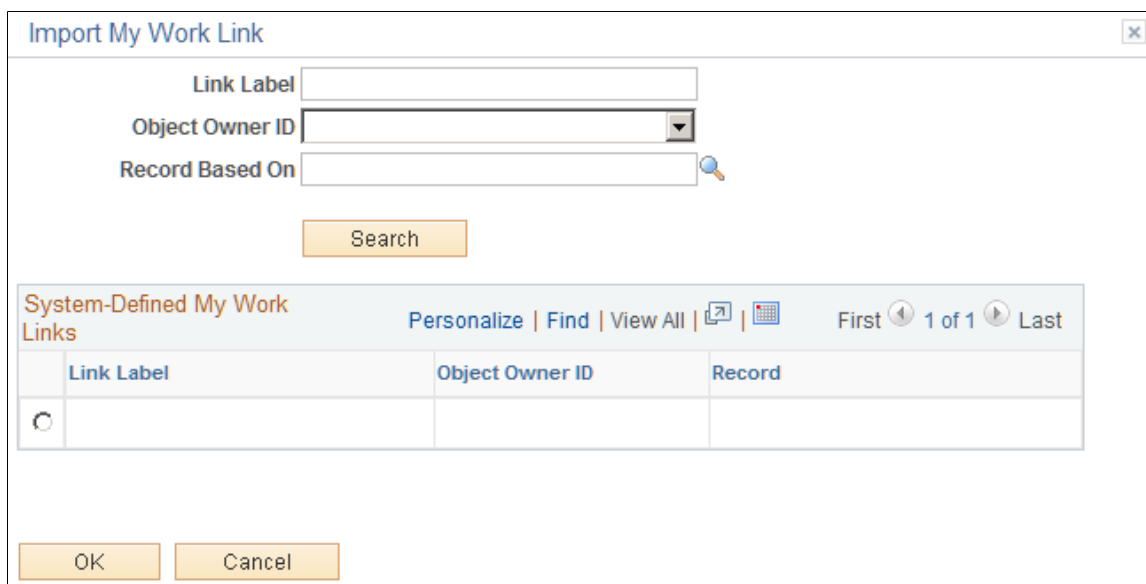 Import My Work Link
Link Label
Object Owner ID
Record Based On
Search
System-Defined My Work
Links
Personalize | Find | View All | | First 1 of 1 Last
Link Label Object Owner ID Record
OK Cancel